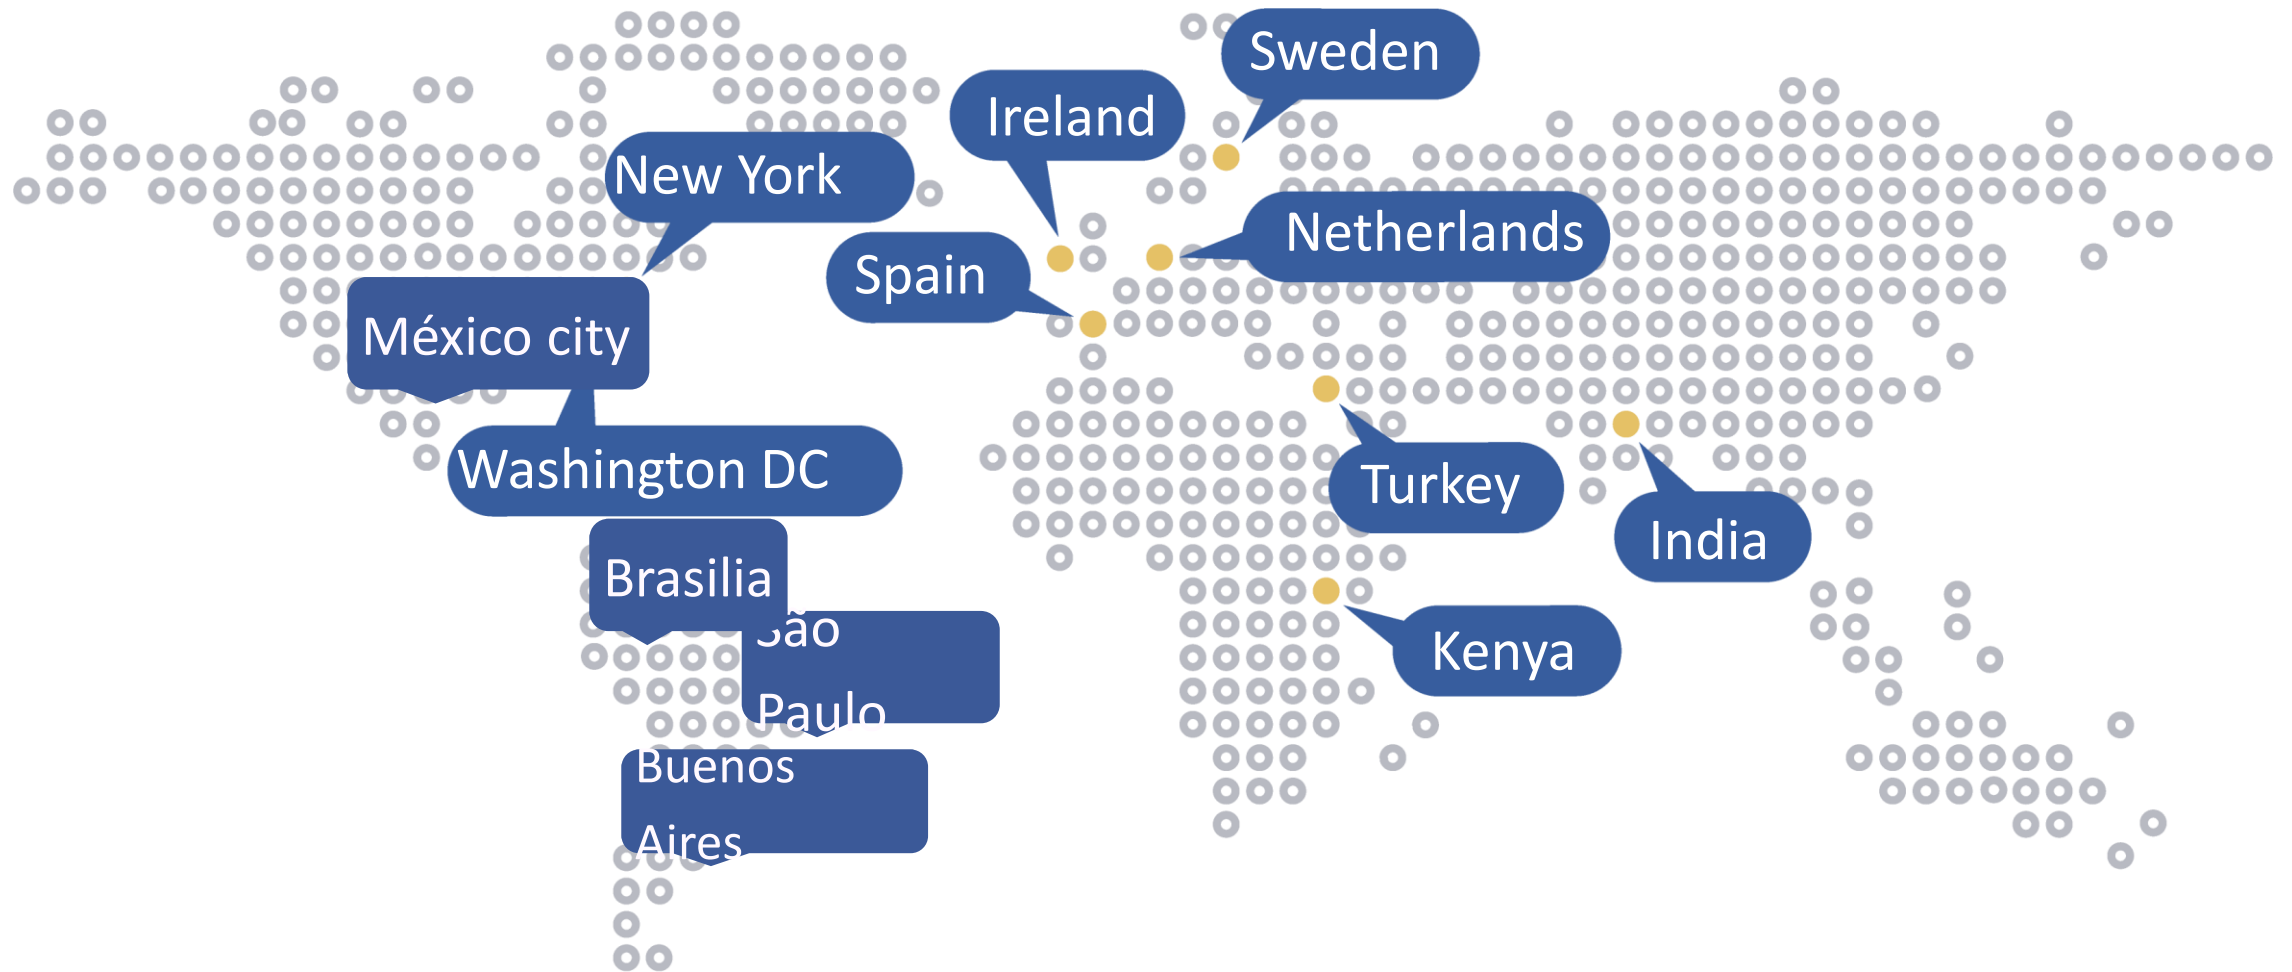 Sweden
Ireland
New York
Netherlands
Spain
México city
Washington DC
Turkey
India
Brasilia
São
Paulo
Kenya
Buenos
Aires